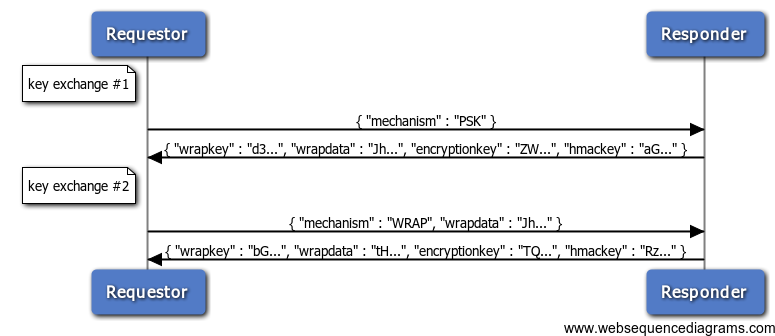 Requestor Responder
key exchange #1
{ "mechanism" : "PSK" }
{ "wrapkey" : "d3...", "wrapdata" : "Jh...", "encryptionkey" : "ZW...", "hmackey" : "aG..." }
key exchange #2
{ "mechanism" : "WRAP", "wrapdata" : "Jh..." }
{ "wrapkey" : "bG...", "wrapdata" : "tH...", "encryptionkey" : "TQ...", "hmackey" : "Rz..." }
Requestor Responder
www.websequencediagrams.com